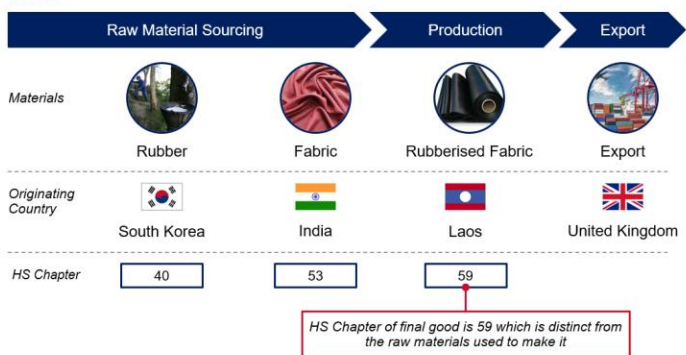 Raw Material Sourcing Production Export
Materials
Rubber Fabric Rubberised Fabric Export
Originating
Country
South Korea India Laos United Kingdom
HS Chapter 40 53 59
HS Chapter of final good is 59 which is distinct from
the raw materials used to make it